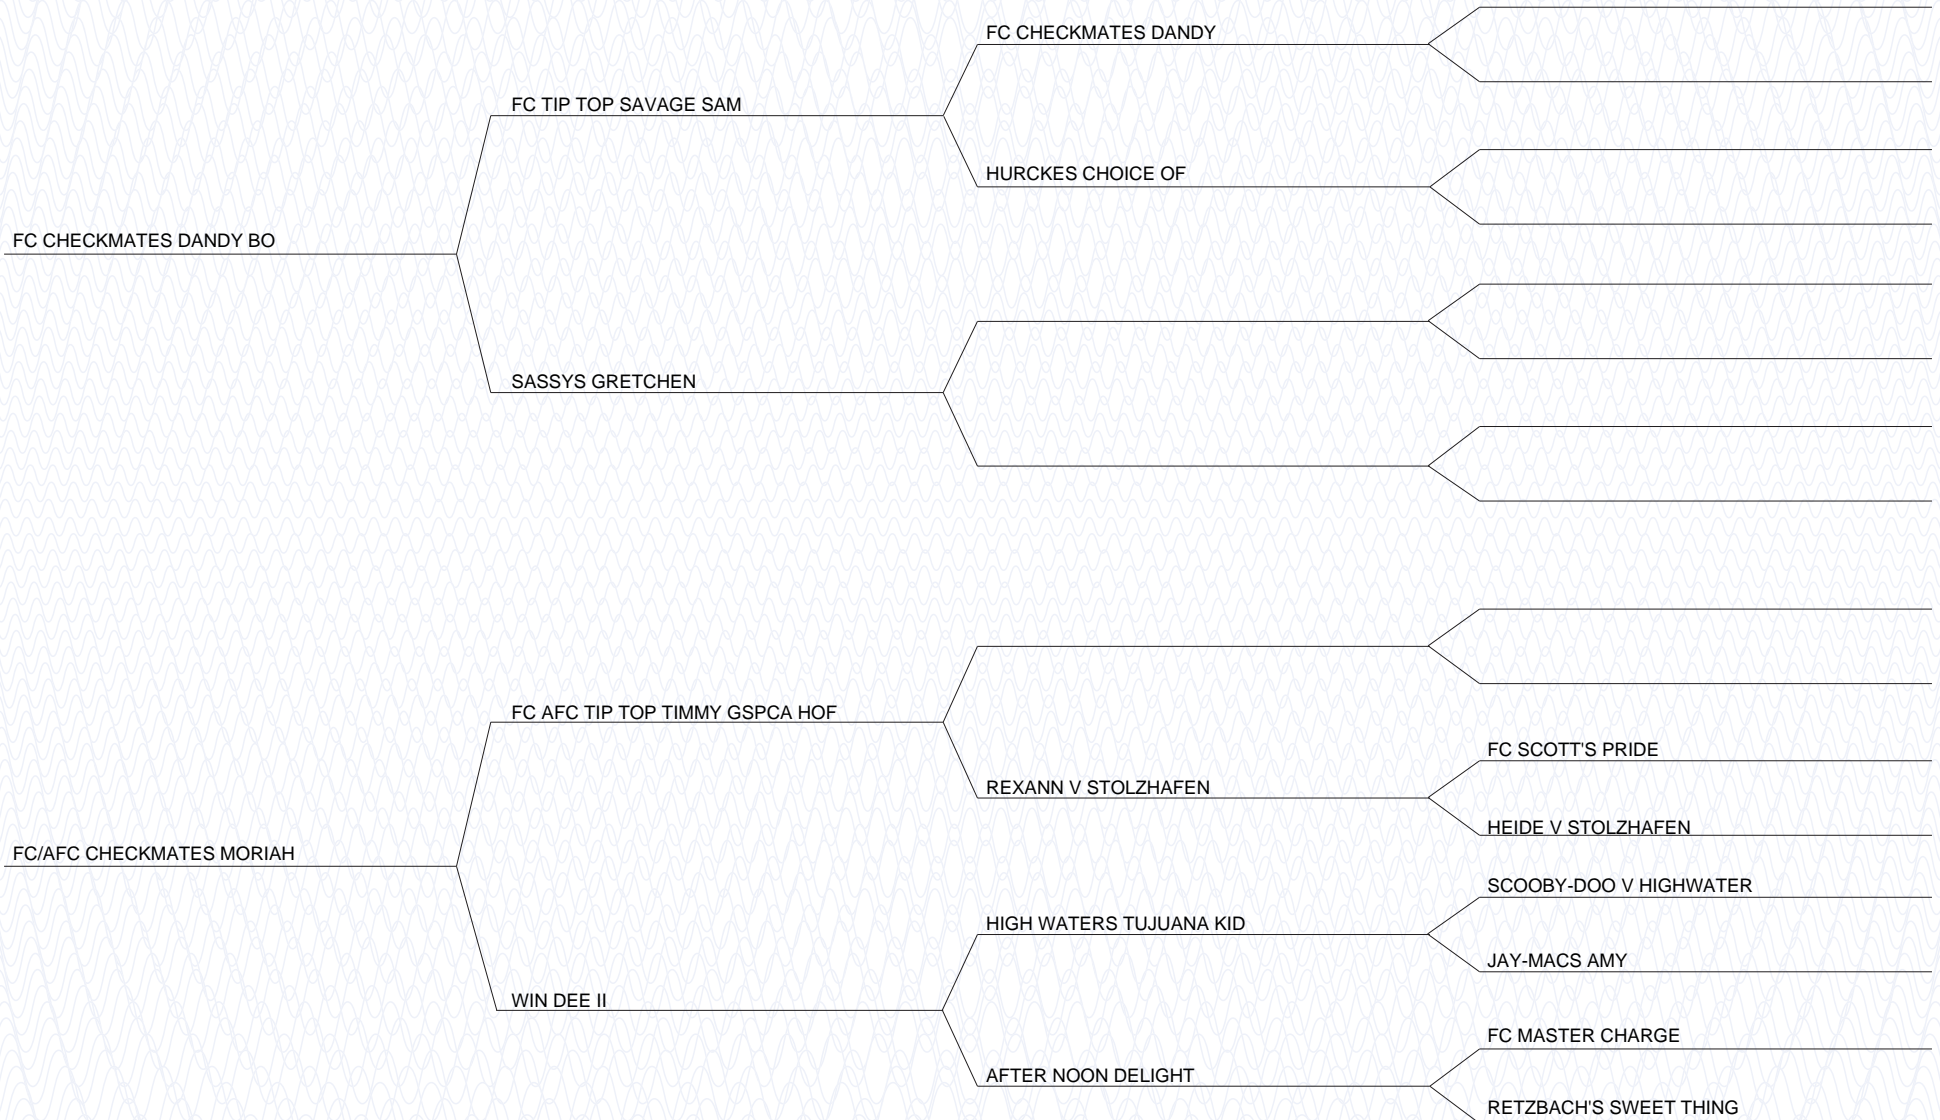 FC CHECKMATES DANDY
FC TIP TOP SAVAGE SAM
HURCKES CHOICE OF
FC CHECKMATES DANDY BO
SASSYS GRETCHEN
FC AFC TIP TOP TIMMY GSPCA HOF
FC SCOTT'S PRIDE
REXANN V STOLZHAFEN
HEIDE V STOLZHAFEN
FC/AFC CHECKMATES MORIAH
SCOOBY-DOO V HIGHWATER
HIGH WATERS TUJUANA KID
JAY-MACS AMY
WIN DEE II
FC MASTER CHARGE
AFTER NOON DELIGHT
RETZBACH'S SWEET THING